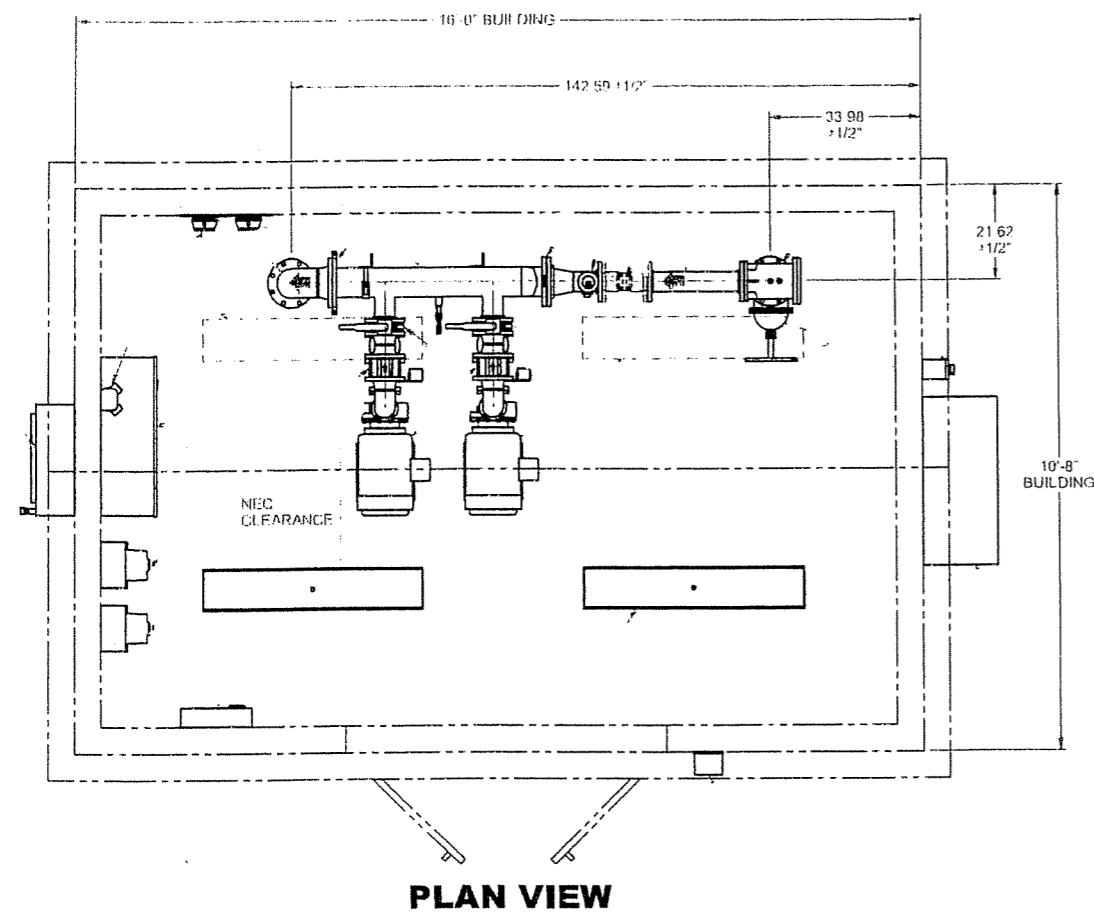 16'-0" BUILDING
142.59 ±1/2"
33.98
±1/2"
21.62
±1/2"
10'-8"
BUILDING
NEC
CLEARANCE
PLAN VIEW